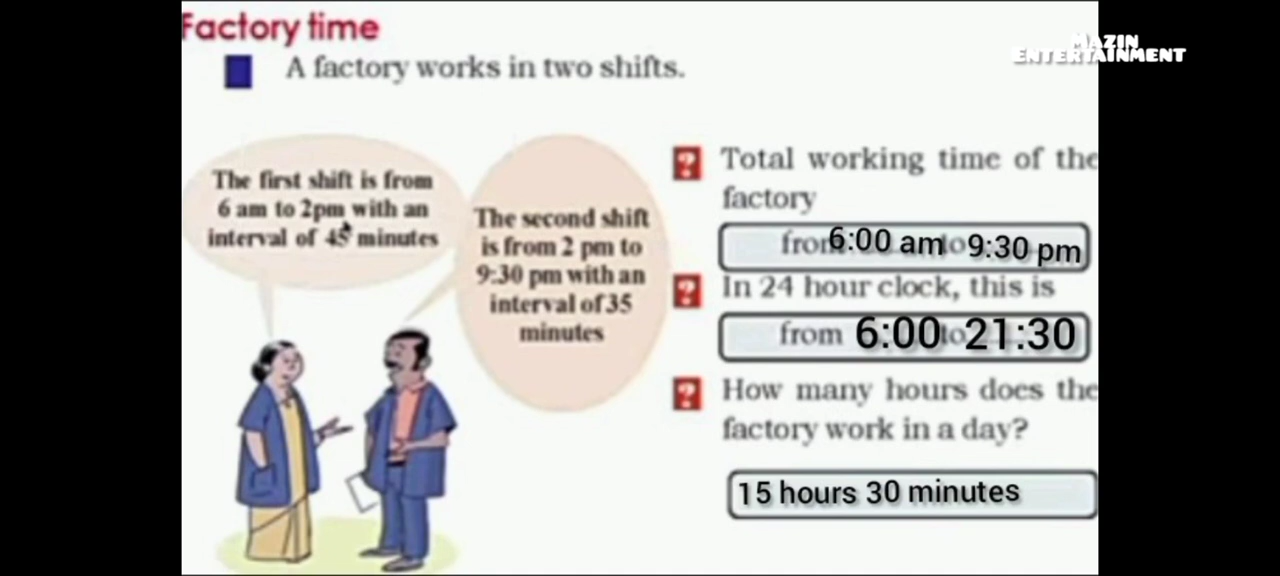 Factory time
A factory works in two shifts.
The first shift is from
6 am to 2pm with an
interval of 45 minutes
The second shift
is from 2 pm to
9:30 pm with an
interval of 35
minutes
? Total working time of the
factory
from 6:00 am to 9:30 pm
? In 24 hour clock, this is
from 6:00 to 21:30
? How many hours does the
factory work in a day?
15 hours 30 minutes
MAZIN
ENTERTAINMENT